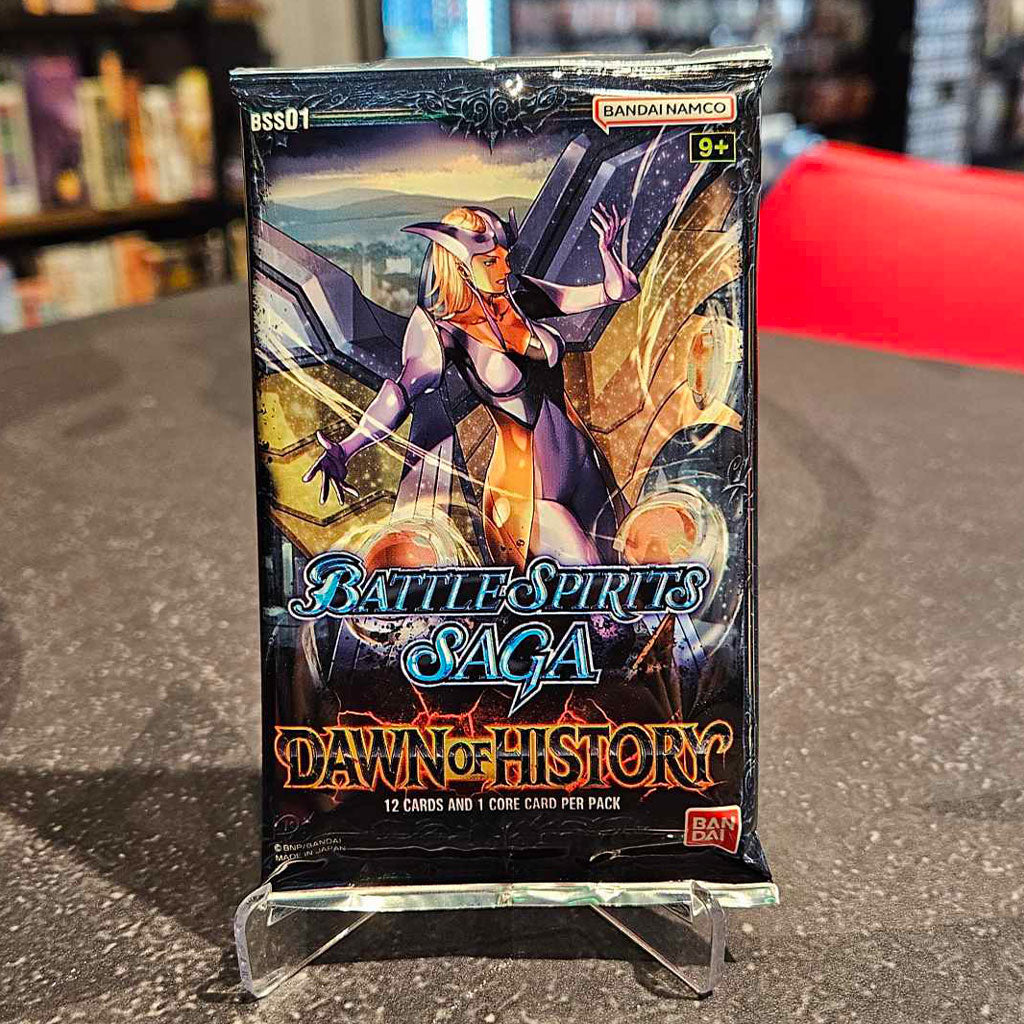 BSS01
BANDAI NAMCO
9+
BATTLE SPIRITS
SAGA
DAWN OF HISTORY
12 CARDS AND 1 CORE CARD PER PACK
BAN
DAI
©BNP/BANDAI
MADE IN JAPAN